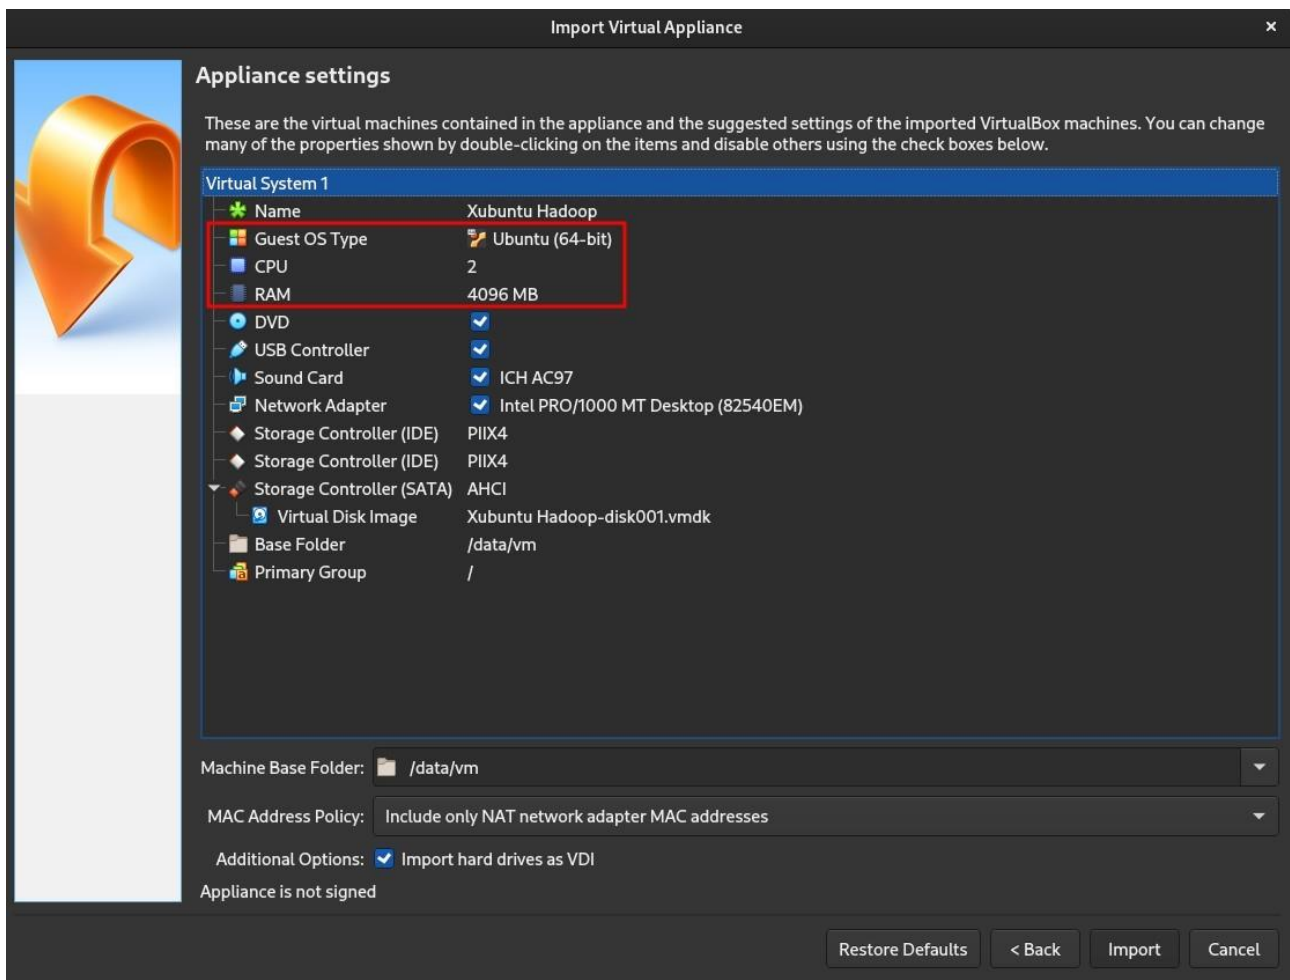 Import Virtual Appliance
Appliance settings
These are the virtual machines contained in the appliance and the suggested settings of the imported VirtualBox machines. You can change
many of the properties shown by double-clicking on the items and disable others using the check boxes below.
Virtual System 1
Name Xubuntu Hadoop
Guest OS Type Ubuntu (64-bit)
CPU 2
RAM 4096 MB
DVD
USB Controller
Sound Card ICH AC97
Network Adapter Intel PRO/1000 MT Desktop (82540EM)
Storage Controller (IDE) PIIX4
Storage Controller (IDE) PIIX4
Storage Controller (SATA) AHCI
Virtual Disk Image Xubuntu Hadoop-disk001.vmdk
Base Folder /data/vm
Primary Group /
Machine Base Folder: /data/vm
MAC Address Policy: Include only NAT network adapter MAC addresses
Additional Options: Import hard drives as VDI
Appliance is not signed
Restore Defaults < Back Import Cancel